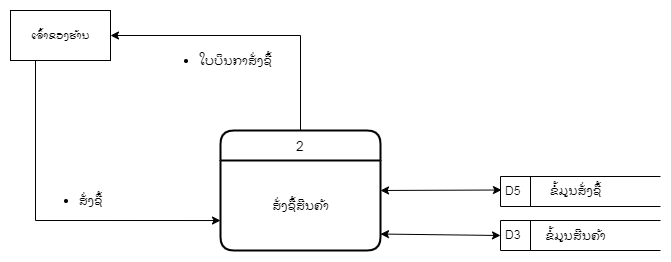 ເຈົ້າຂອງຮ້ານ
• ໃບບິນການສັ່ງຊື້
2
• ສັ່ງຊື້
ສັ່ງຊື້ສິນຄ້າ
D5 ຂໍ້ມູນສັ່ງຊື້
D3 ຂໍ້ມູນສິນຄ້າ